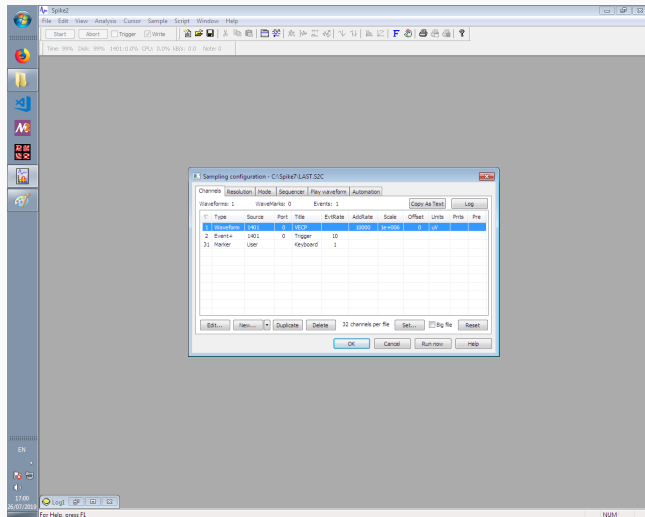 Spike2
File Edit View Analysis Cursor Sample Script Window Help
Start Abort Trigger Write
Time: 99% Disk: 99% 1401: 0.0% CPU: 0.0% kB/s: 0.0 Note: 0
Sampling configuration - C:\Spike7\LAST.S2C
Channels Resolution Mode Sequencer Play waveform Automation
Waveforms: 1 WaveMarks: 0 Events: 1 Copy As Text Log
Type Source Port Title EvtRate AddRate Scale Offset Units Pnts Pre
1 Waveform 1401 0 VECP 10000 1e+006 0 uV
2 Event+ 1401 0 Trigger 10
31 Marker User Keyboard 1
Edit... New... Duplicate Delete 32 channels per file Set... Big file Reset
OK Cancel Run now Help
EN
17:00
26/07/2019
Log1
For Help, press F1
NUM